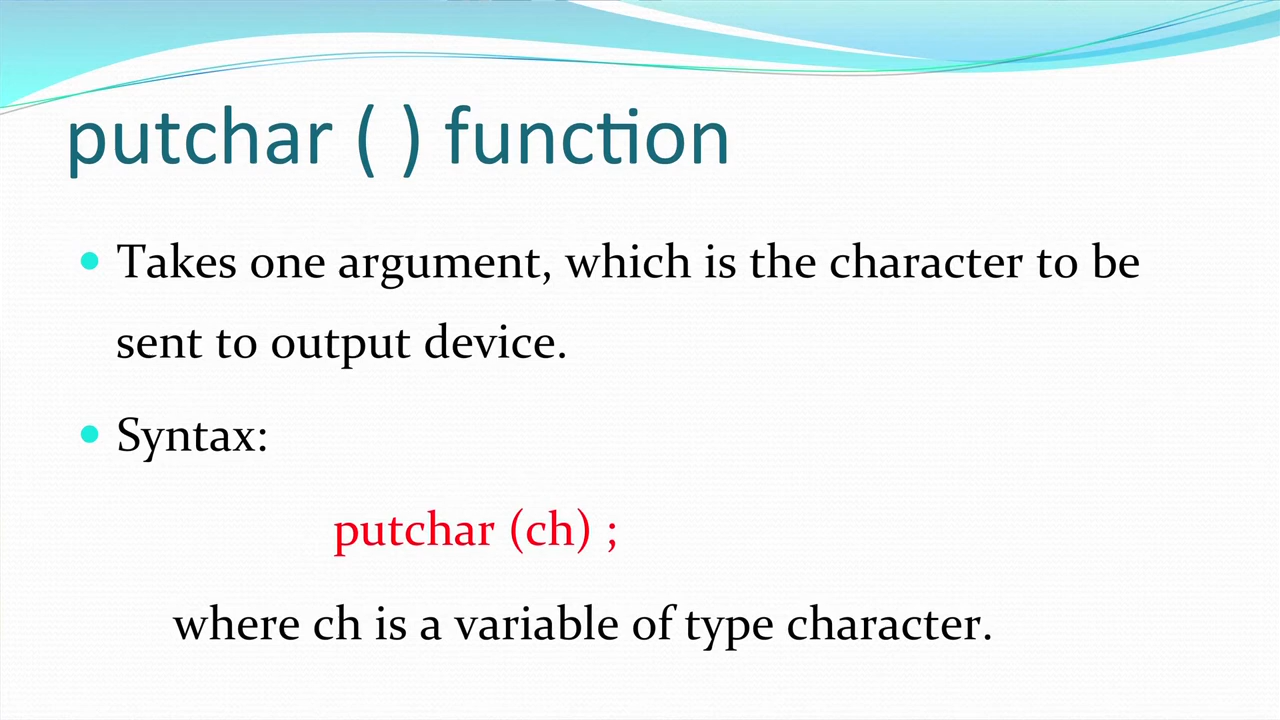 putchar ( ) function
• Takes one argument, which is the character to be
sent to output device.
• Syntax:
putchar (ch) ;
where ch is a variable of type character.